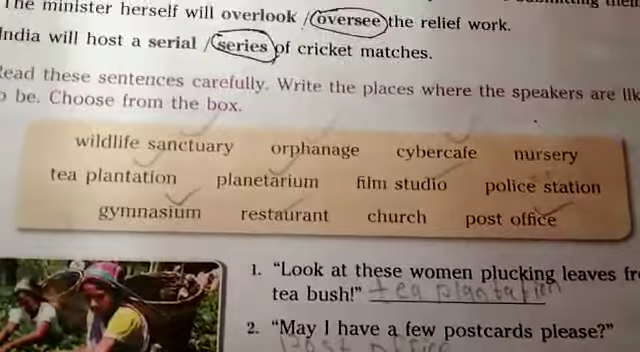 The minister herself will overlook / oversee the relief work.
India will host a serial / series of cricket matches.
Read these sentences carefully. Write the places where the speakers are
to be. Choose from the box.
wildlife sanctuary orphanage cybercafe nursery
tea plantation planetarium film studio police station
gymnasium restaurant church post office
1. "Look at these women plucking leaves
tea bush!" tea plantation
2. "May I have a few postcards please?"
Post office